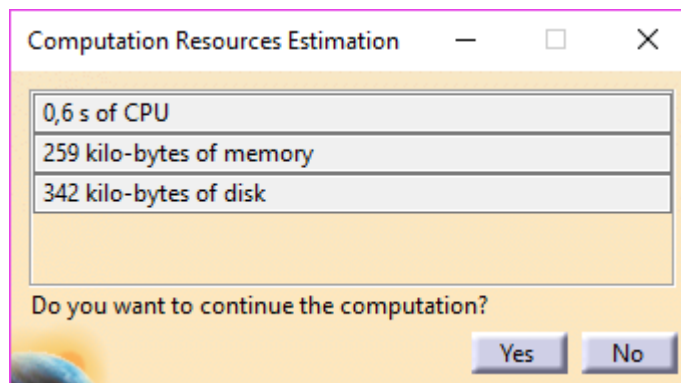 Computation Resources Estimation
0,6 s of CPU
259 kilo-bytes of memory
342 kilo-bytes of disk
Do you want to continue the computation?
Yes No